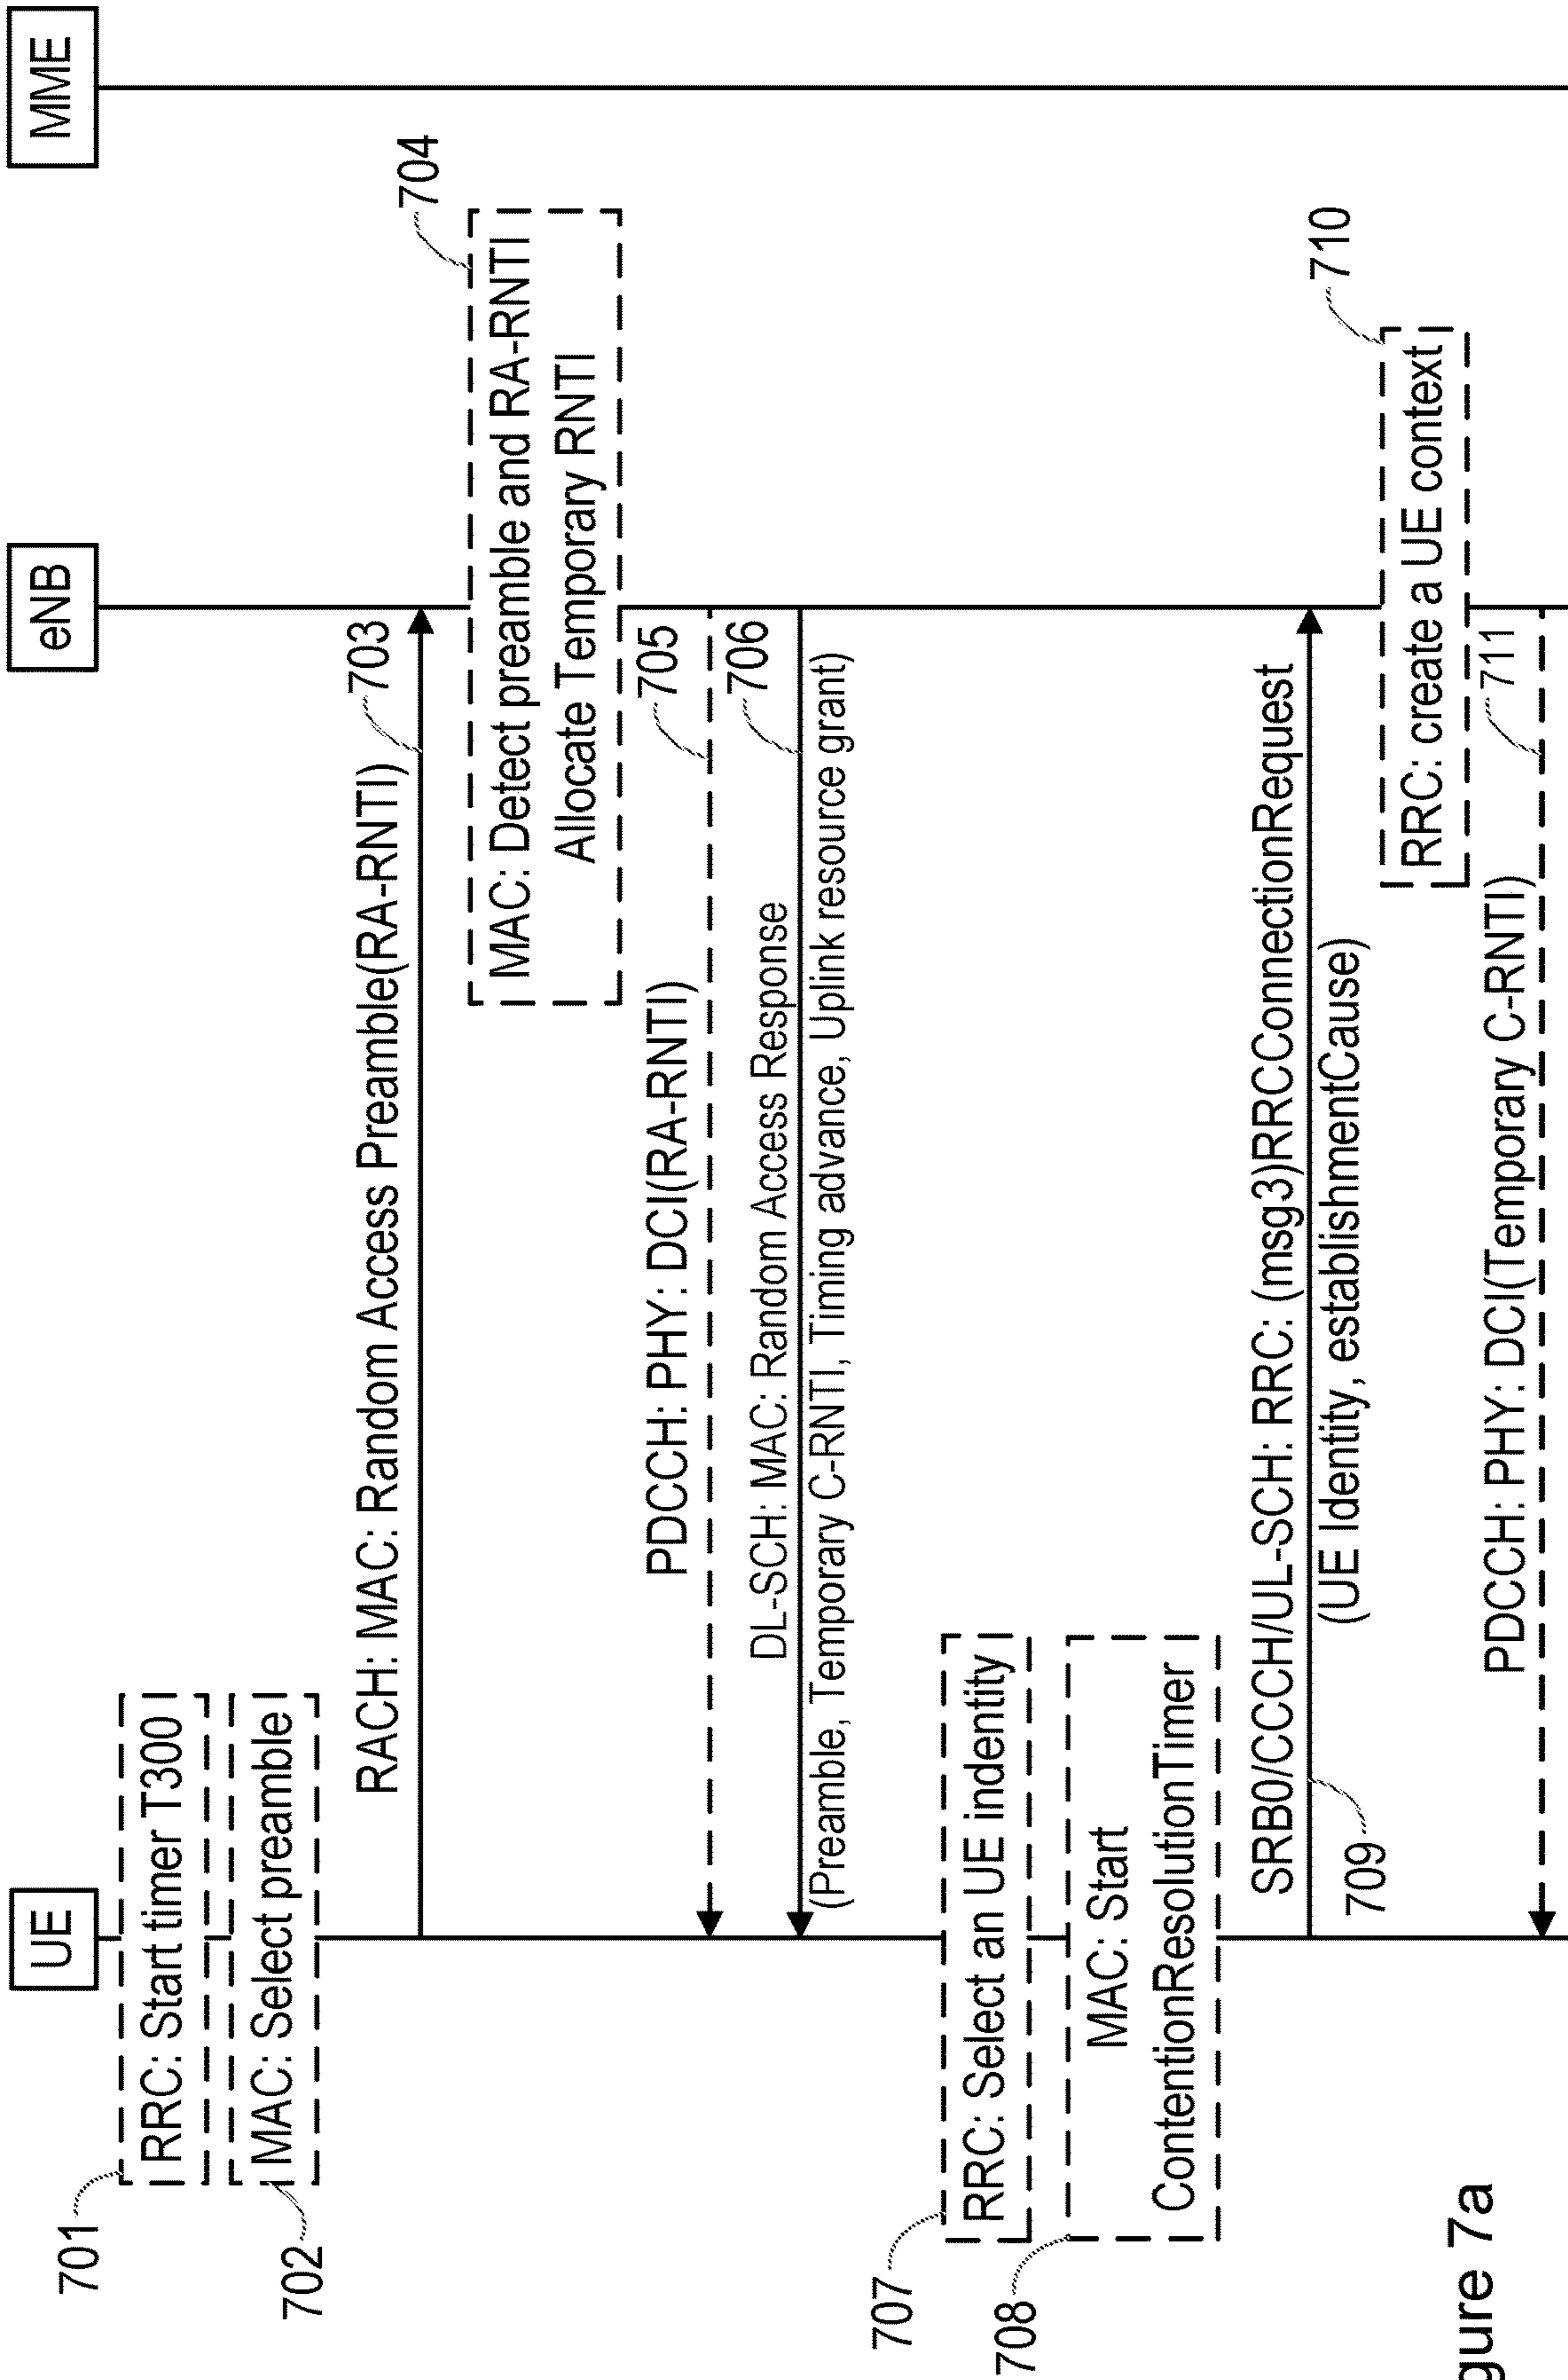 UE
eNB
MME
701
RRC: Start timer T300
702
MAC: Select preamble
RACH: MAC: Random Access Preamble(RA-RNTI)
703
704
MAC: Detect preamble and RA-RNTI
Allocate Temporary RNTI
PDCCH: PHY: DCI(RA-RNTI)
705
DL-SCH: MAC: Random Access Response
706
(Preamble, Temporary C-RNTI, Timing advance, Uplink resource grant)
707
RRC: Select an UE indentity
708
MAC: Start
ContentionResolutionTimer
SRB0/CCCH/UL-SCH: RRC: (msg3)RRCConnectionRequest
709
(UE Identity, establishmentCause)
710
RRC: create a UE context
PDCCH: PHY: DCI(Temporary C-RNTI)
711
gure 7a